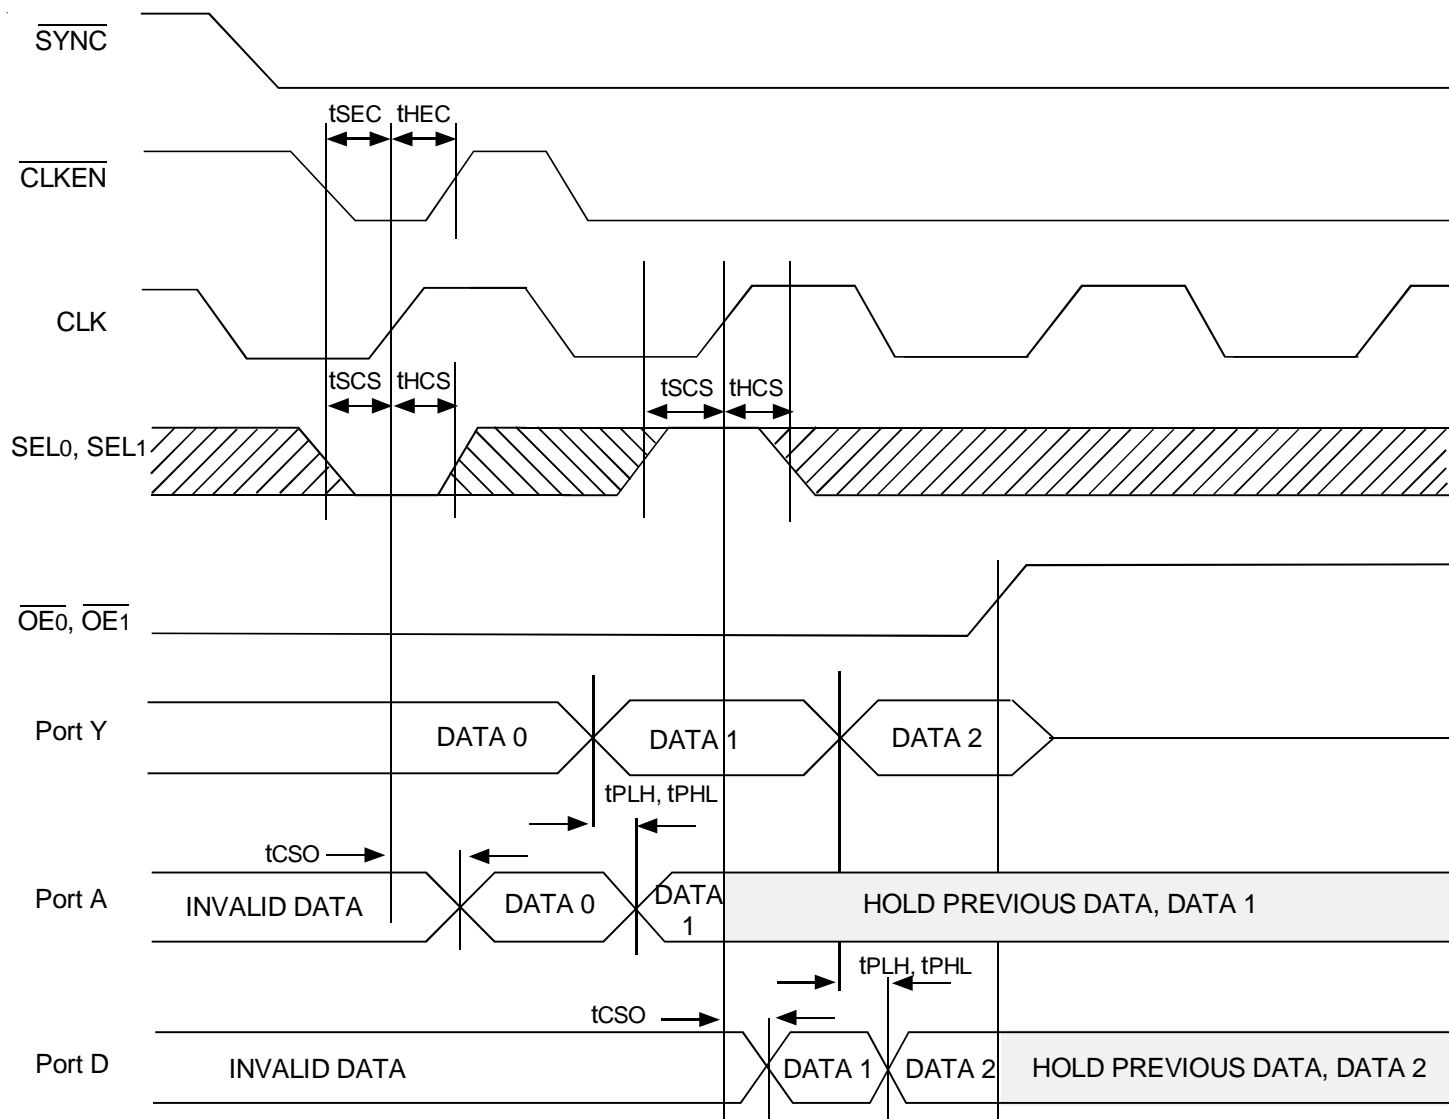 SYNC
tSEC tHEC
CLKEN
CLK
tSCS tHCS tSCS tHCS
SEL0, SEL1
OE0, OE1
Port Y DATA 0 DATA 1 DATA 2
tPLH, tPHL
tCSO
Port A INVALID DATA DATA 0 DATA 1 HOLD PREVIOUS DATA, DATA 1
tPLH, tPHL
tCSO
Port D INVALID DATA DATA 1 DATA 2 HOLD PREVIOUS DATA, DATA 2